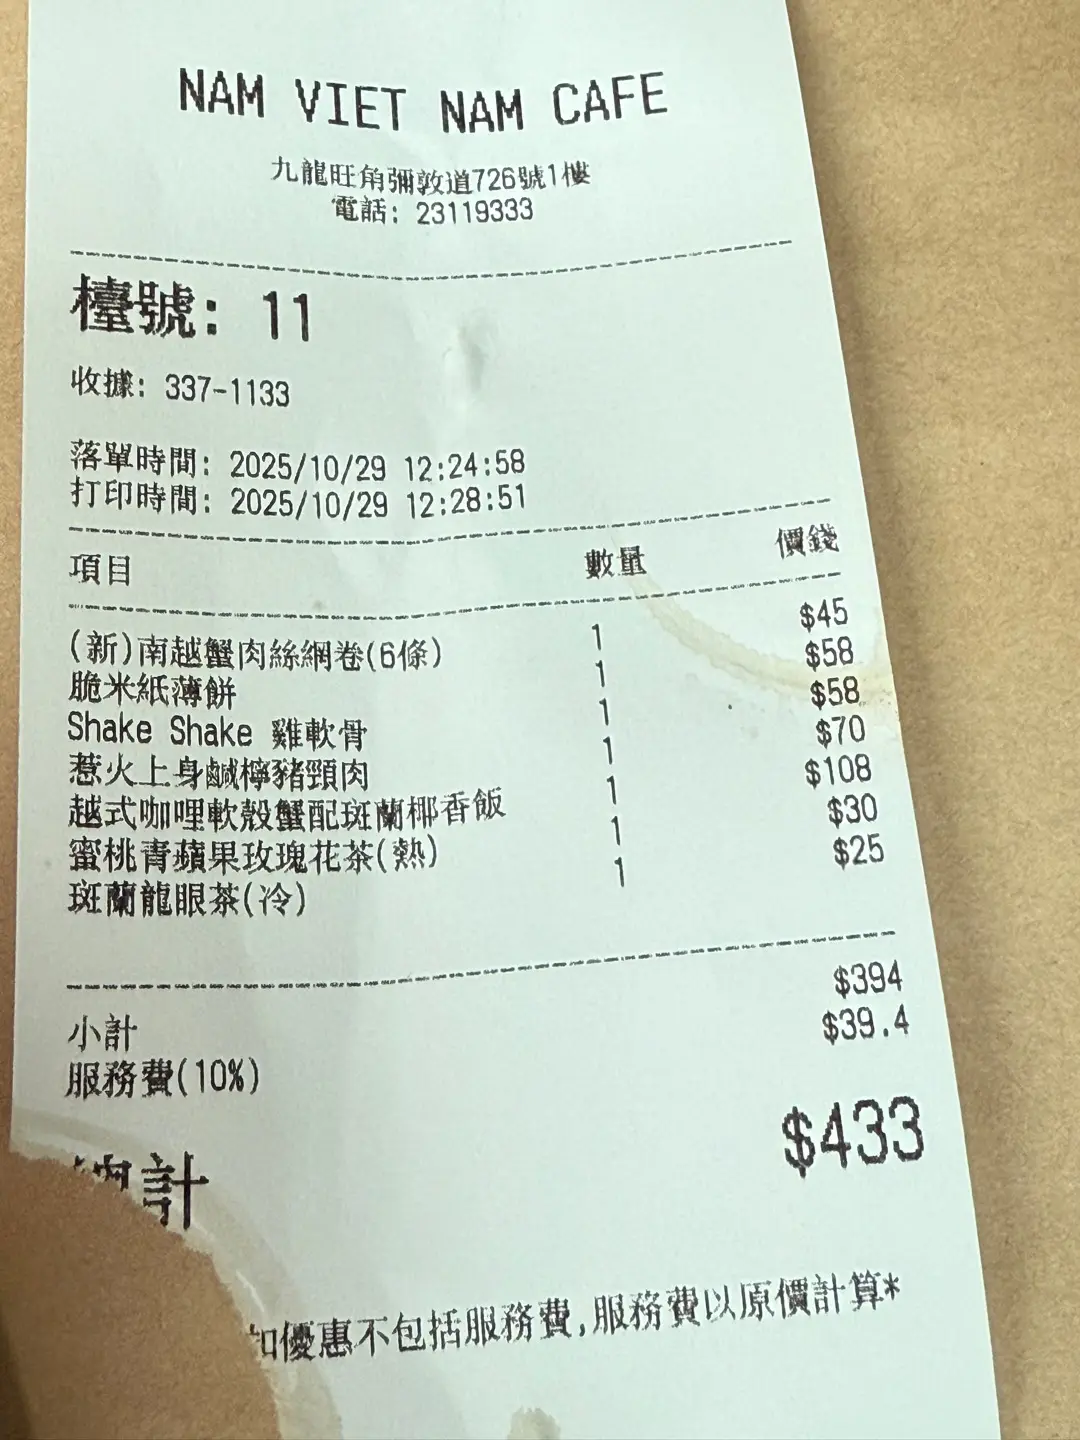 NAM VIET NAM CAFE
九龍旺角彌敦道726號1樓
電話: 23119333
檯號: 11
收據: 337-1133
落單時間: 2025/10/29 12:24:58
打印時間: 2025/10/29 12:28:51
項目 數量 價錢
(新)南越蟹肉絲網卷(6條) 1 $45
脆米紙薄餅 1 $58
Shake Shake 雞軟骨 1 $58
惹火上身鹹檸豬頸肉 1 $70
越式咖哩軟殼蟹配斑蘭椰香飯 1 $108
蜜桃青蘋果玫瑰花茶(熱) 1 $30
斑蘭龍眼茶(冷) 1 $25
小計 $394
服務費(10%) $39.4
計 $433
優惠不包括服務費,服務費以原價計算*